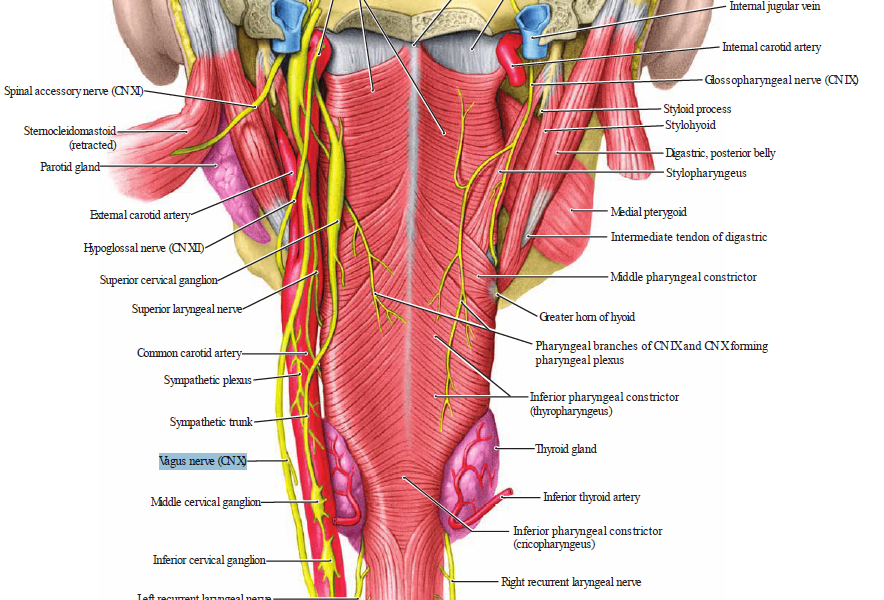 Internal jugular vein
Internal carotid artery
Glossopharyngeal nerve (CN IX)
Styloid process
Stylohyoid
Digastric, posterior belly
Stylopharyngeus
Medial pterygoid
Intermediate tendon of digastric
Middle pharyngeal constrictor
Greater horn of hyoid
Pharyngeal branches of CN IX and CN X forming
pharyngeal plexus
Inferior pharyngeal constrictor
(thyropharyngeus)
Thyroid gland
Inferior thyroid artery
Inferior pharyngeal constrictor
(cricopharyngeus)
Right recurrent laryngeal nerve
Spinal accessory nerve (CN XI)
Sternocleidomastoid
(retracted)
Parotid gland
External carotid artery
Hypoglossal nerve (CN XII)
Superior cervical ganglion
Superior laryngeal nerve
Common carotid artery
Sympathetic plexus
Sympathetic trunk
Vagus nerve (CN X)
Middle cervical ganglion
Inferior cervical ganglion
Left recurrent laryngeal nerve